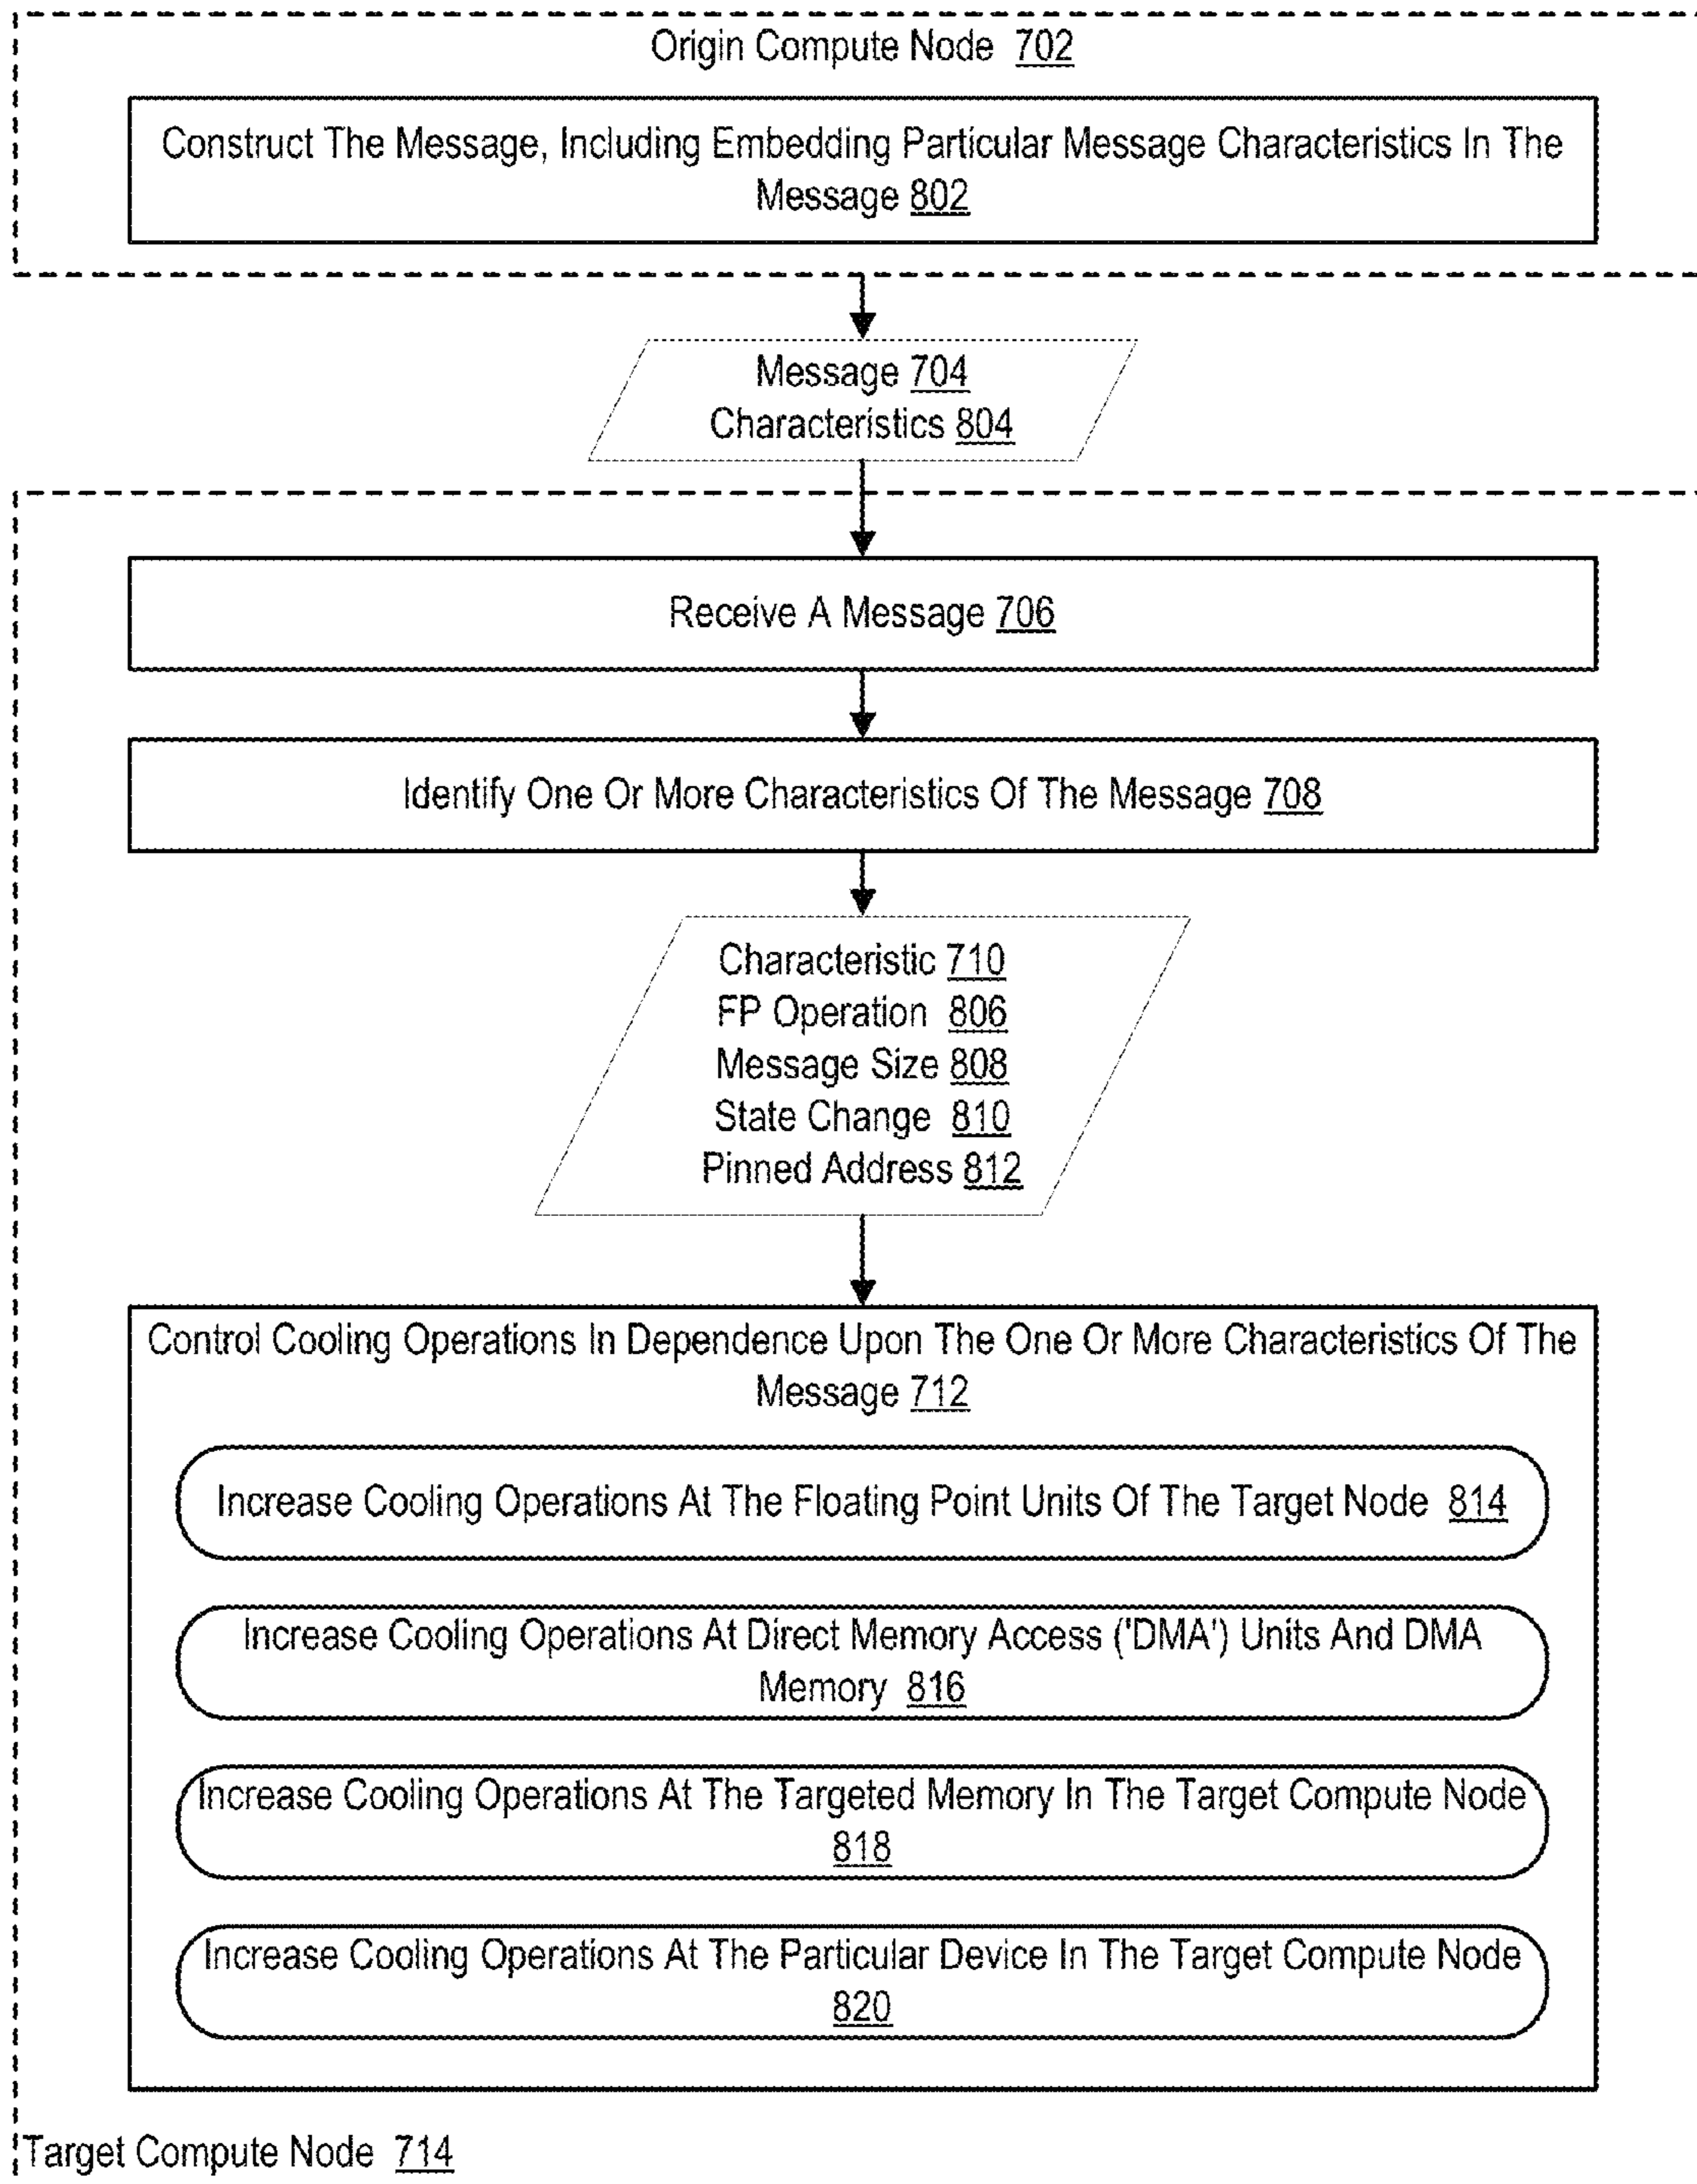 Origin Compute Node 702
Construct The Message, Including Embedding Particular Message Characteristics In The
Message 802
Message 704
Characteristics 804
Receive A Message 706
Identify One Or More Characteristics Of The Message 708
Characteristic 710
FP Operation 806
Message Size 808
State Change 810
Pinned Address 812
Control Cooling Operations In Dependence Upon The One Or More Characteristics Of The
Message 712
Increase Cooling Operations At The Floating Point Units Of The Target Node 814
Increase Cooling Operations At Direct Memory Access ('DMA') Units And DMA
Memory 816
Increase Cooling Operations At The Targeted Memory In The Target Compute Node
818
Increase Cooling Operations At The Particular Device In The Target Compute Node
820
Target Compute Node 714